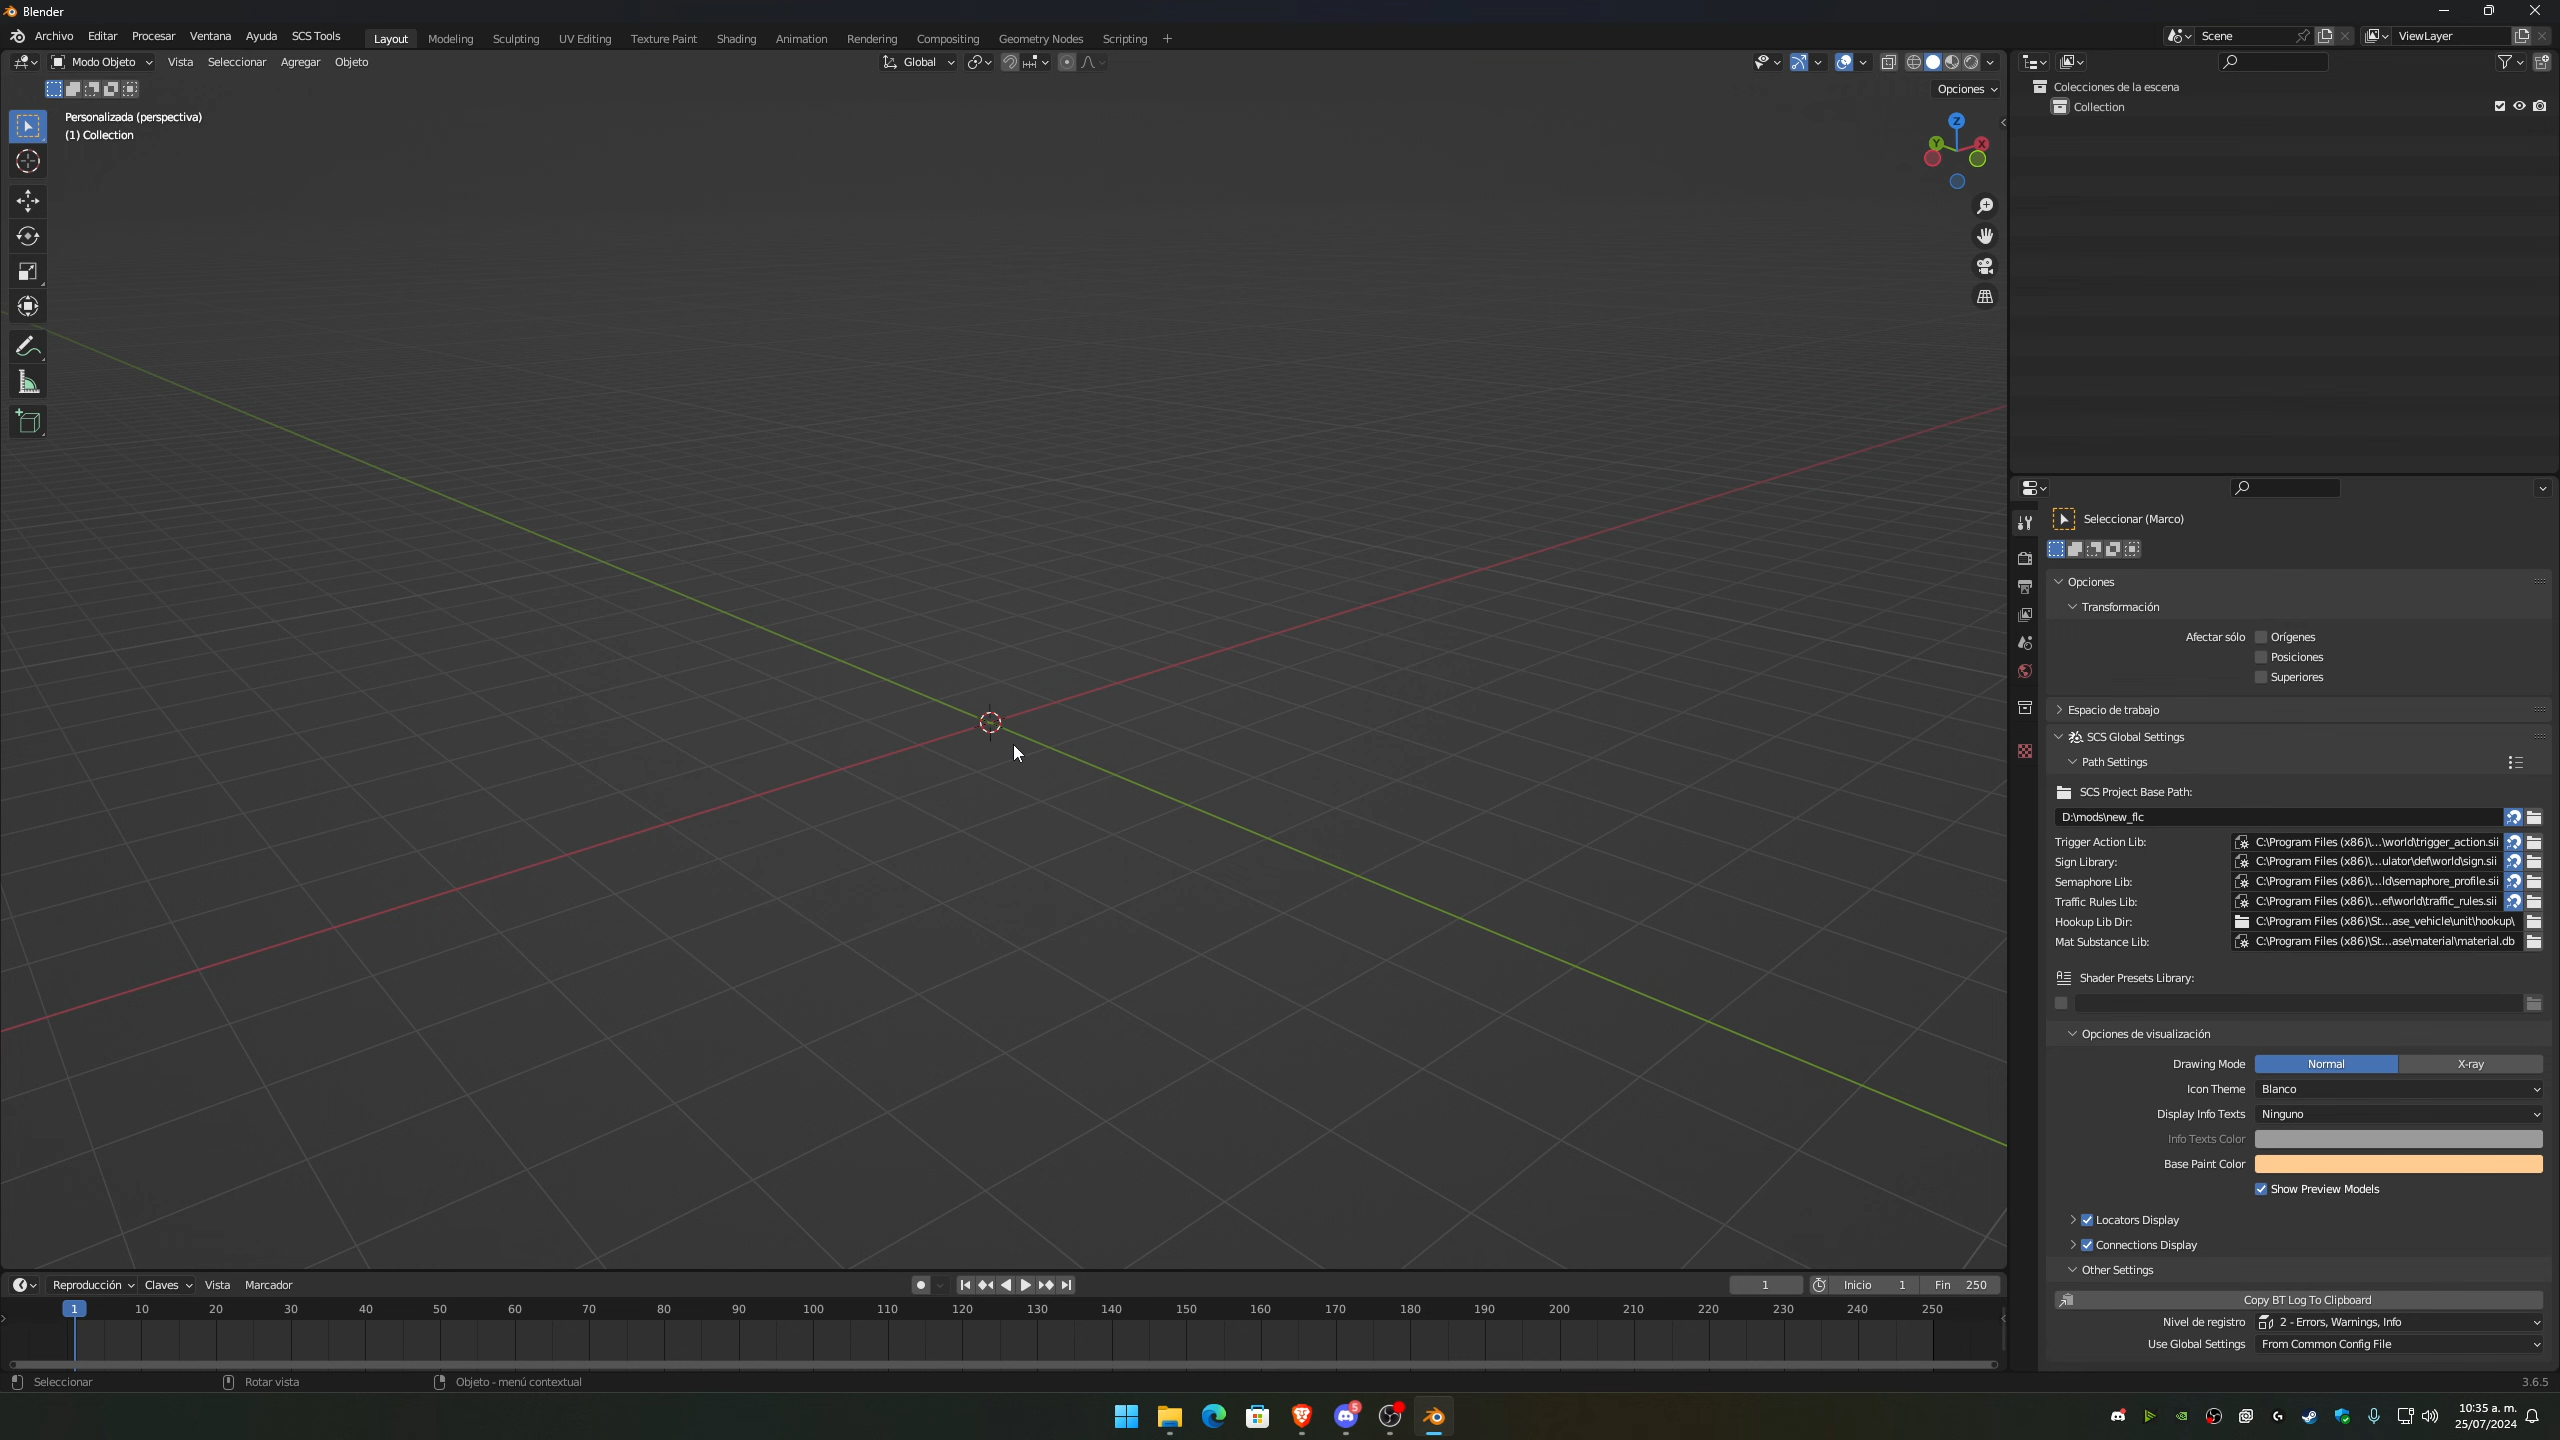 Blender
Archivo Editar Procesar Ventana Ayuda SCS Tools Layout Modeling Sculpting UV Editing Texture Paint Shading Animation Rendering Compositing Geometry Nodes Scripting + Scene ViewLayer
Modo Objeto Vista Seleccionar Agregar Objeto Global
Opciones
Personalizada (perspectiva)
(1) Collection
Z
Y
X
Colecciones de la escena
Collection
Seleccionar (Marco)
Opciones
Transformación
Afectar sólo Orígenes
Posiciones
Superiores
Espacio de trabajo
SCS Global Settings
Path Settings
SCS Project Base Path:
D:\mods\new_flc
Trigger Action Lib: C:\Program Files (x86)\...\world\trigger_action.sii
Sign Library: C:\Program Files (x86)\...ulator\def\world\sign.sii
Semaphore Lib: C:\Program Files (x86)\...ld\semaphore_profile.sii
Traffic Rules Lib: C:\Program Files (x86)\...ef\world\traffic_rules.sii
Hookup Lib Dir: C:\Program Files (x86)\St...ase_vehicle\unit\hookup\
Mat Substance Lib: C:\Program Files (x86)\St...ase\material\material.db
Shader Presets Library:
Opciones de visualización
Drawing Mode Normal X-ray
Icon Theme Blanco
Display Info Texts Ninguno
Info Texts Color
Base Paint Color
Show Preview Models
Locators Display
Connections Display
Other Settings
Copy BT Log To Clipboard
Nivel de registro 2 - Errors, Warnings, Info
Use Global Settings From Common Config File
Reproducción Claves Vista Marcador 1 Inicio 1 Fin 250
1 10 20 30 40 50 60 70 80 90 100 110 120 130 140 150 160 170 180 190 200 210 220 230 240 250
Seleccionar Rotar vista Objeto - menú contextual 3.6.5
5
10:35 a. m.
25/07/2024